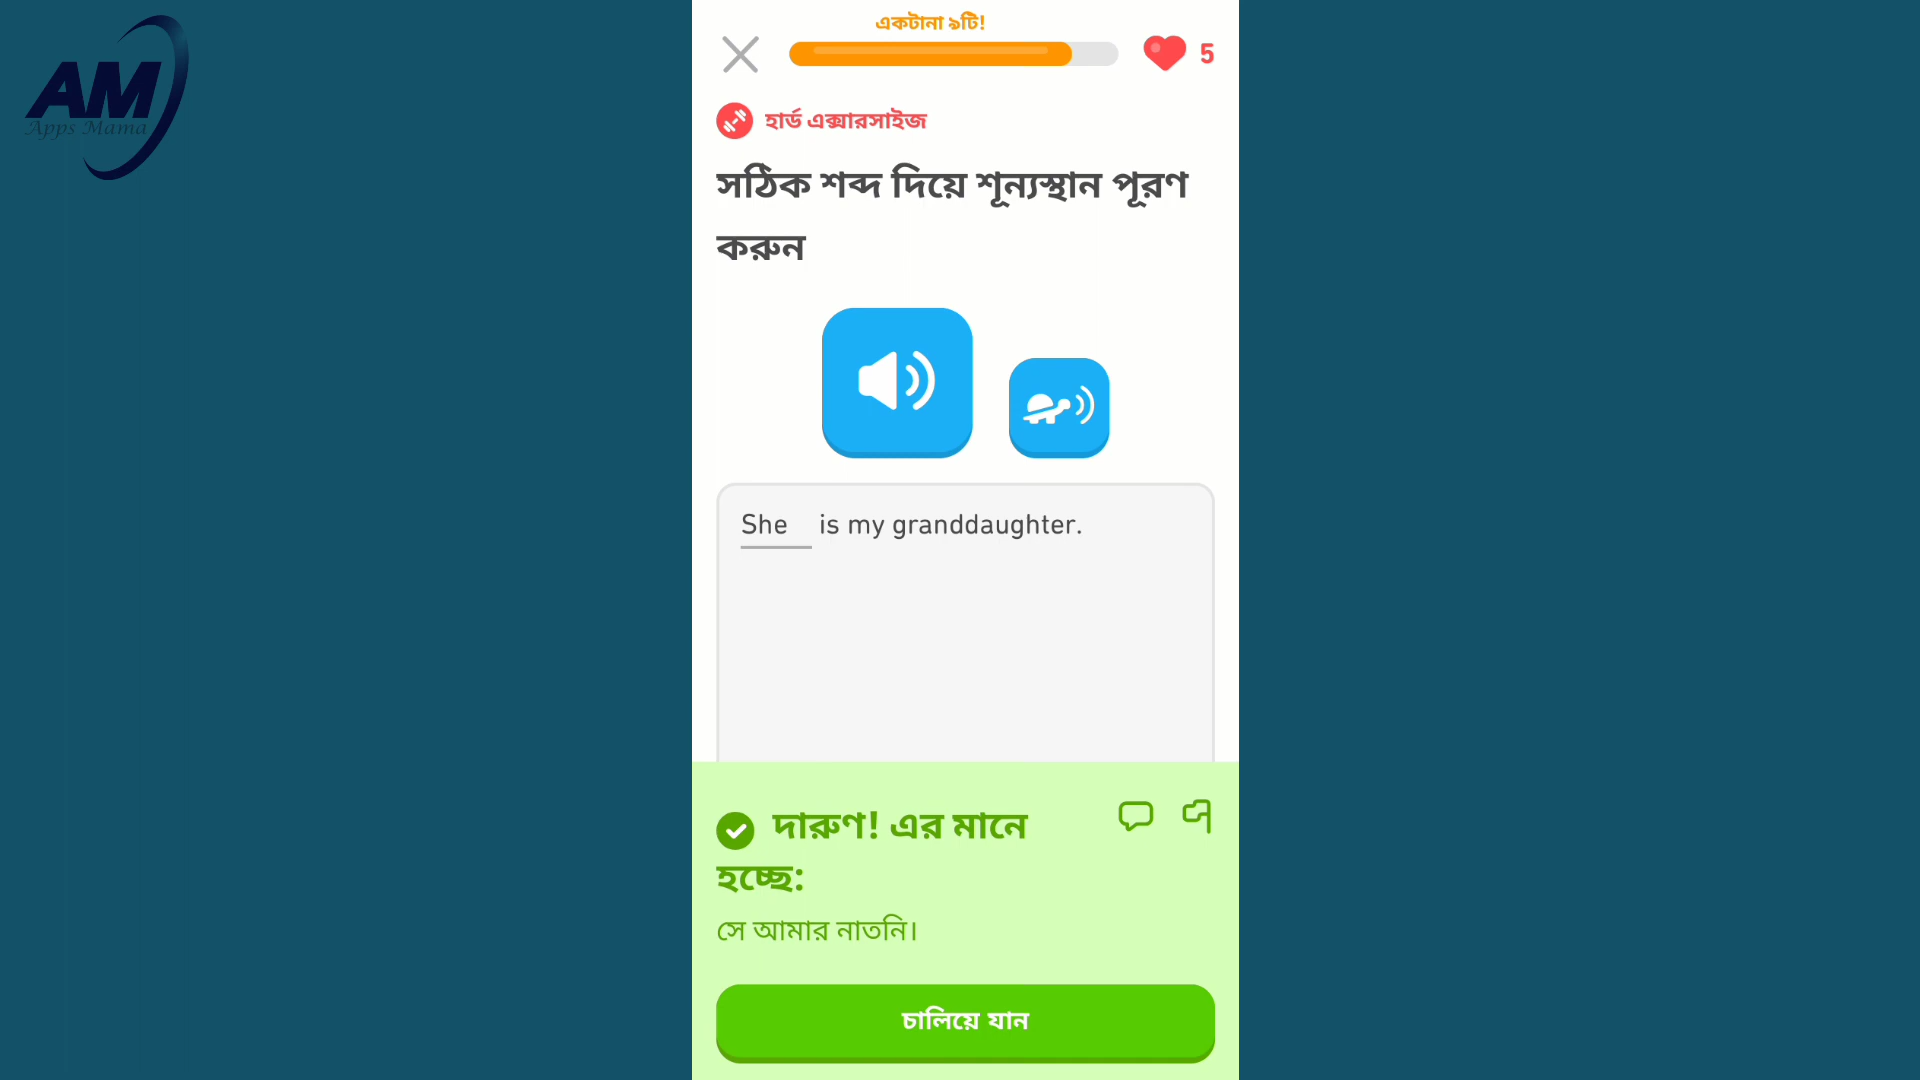 AM
Apps Mama
একটানা ৯টি!
5
হার্ড এক্সারসাইজ
সঠিক শব্দ দিয়ে শূন্যস্থান পূরণ
করুন
She is my granddaughter.
দারুণ! এর মানে
হচ্ছে:
সে আমার নাতনি।
চালিয়ে যান